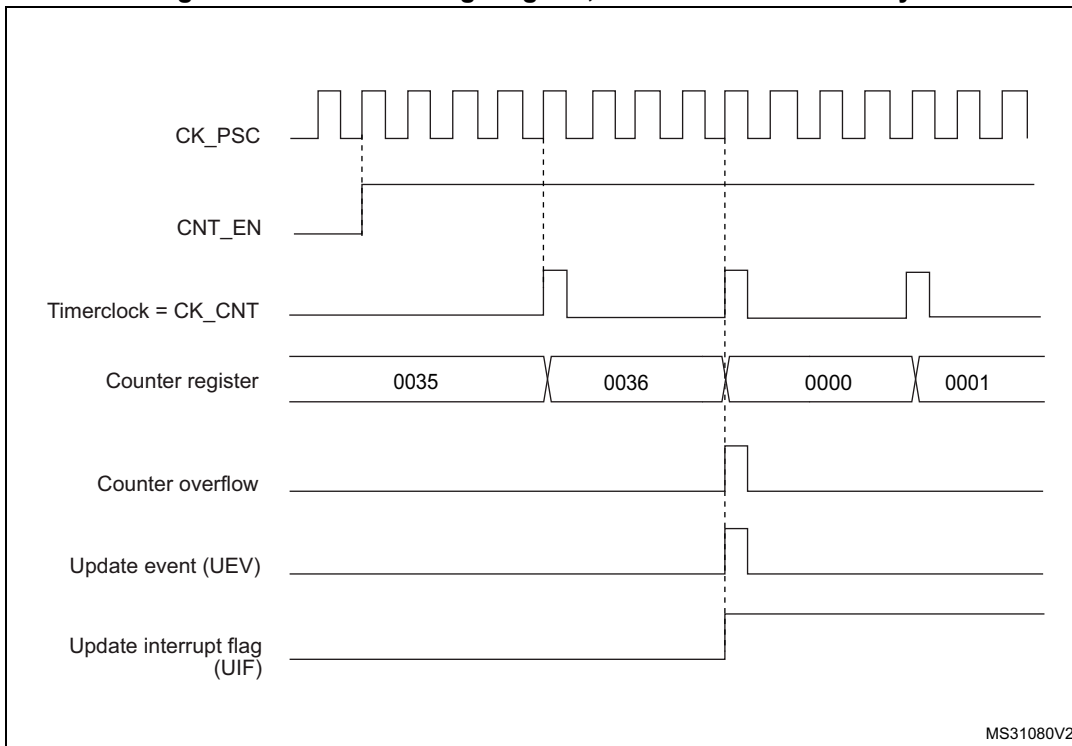 CK_PSC
CNT_EN
Timerclock = CK_CNT
Counter register
0035
0036
0000
0001
Counter overflow
Update event (UEV)
Update interrupt flag
(UIF)
MS31080V2